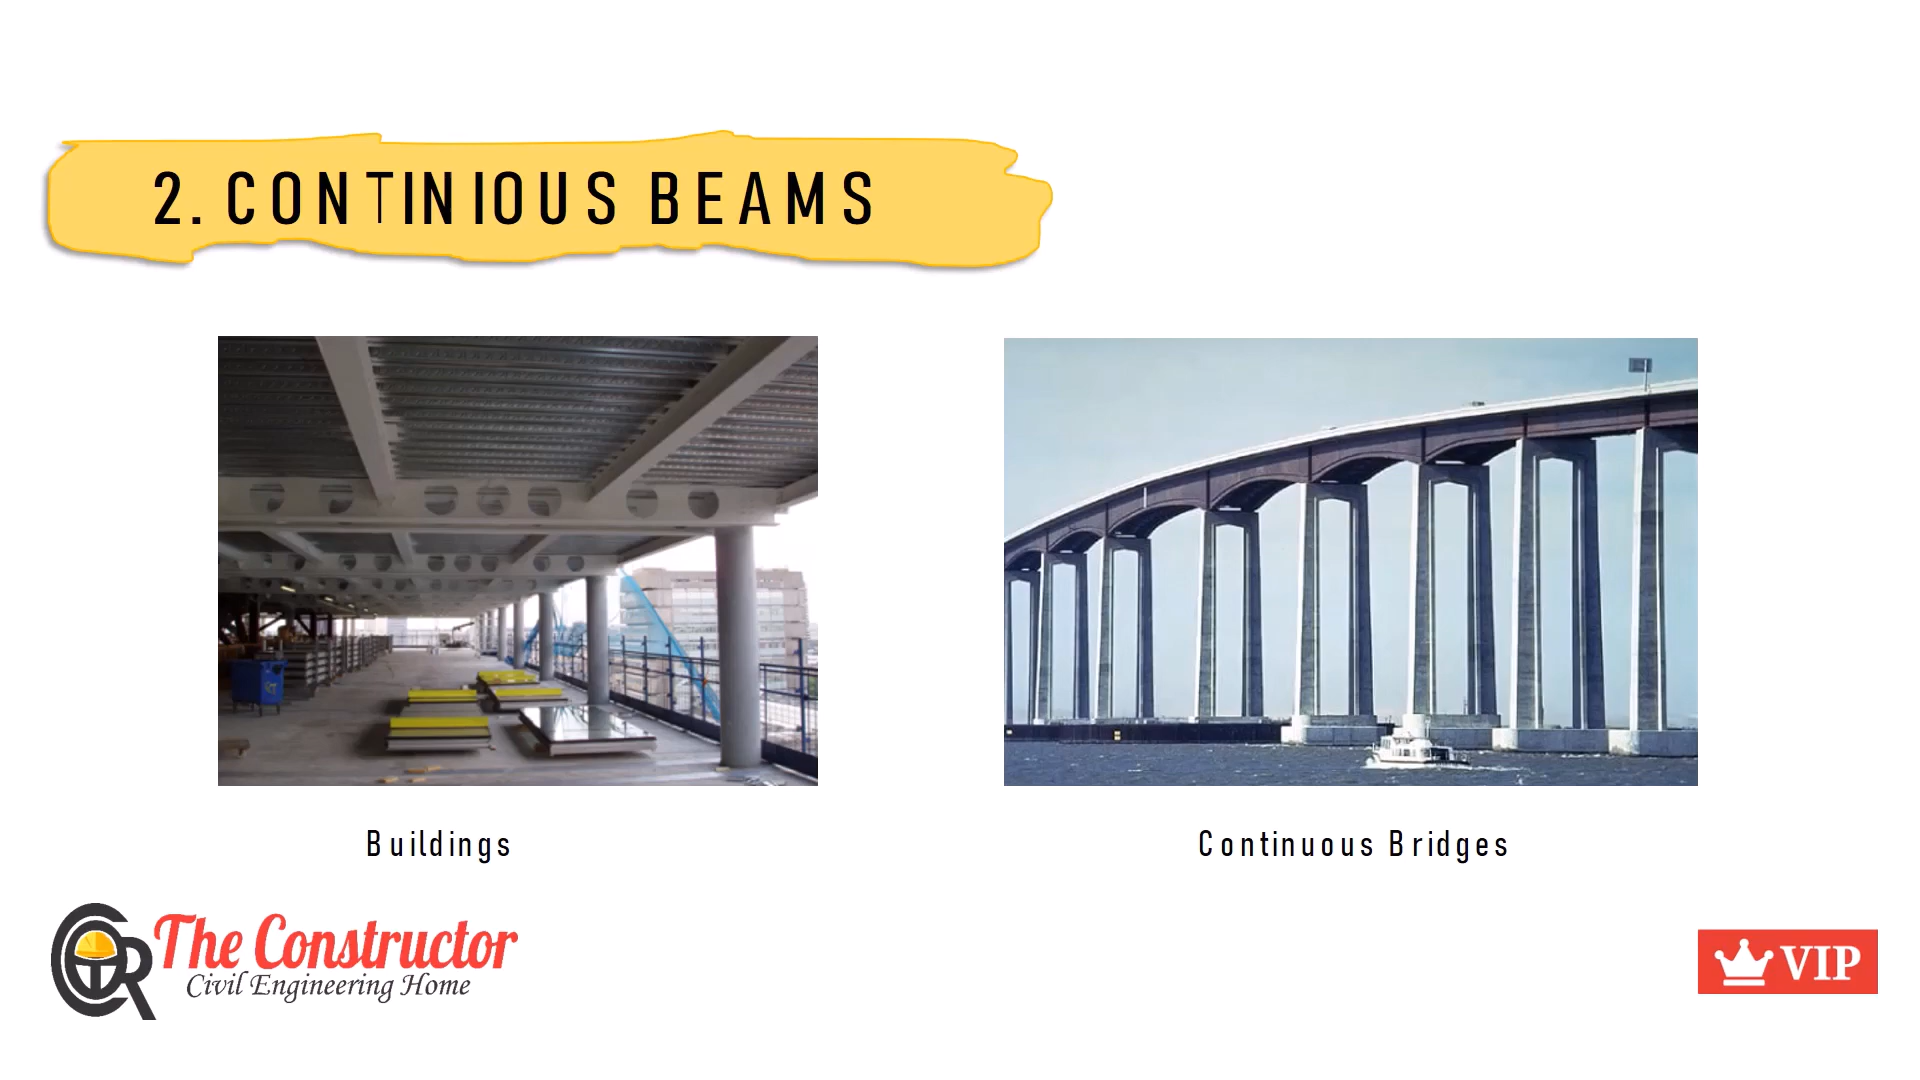 2. CONTINIOUS BEAMS
Buildings
Continuous Bridges
The Constructor
Civil Engineering Home
VIP